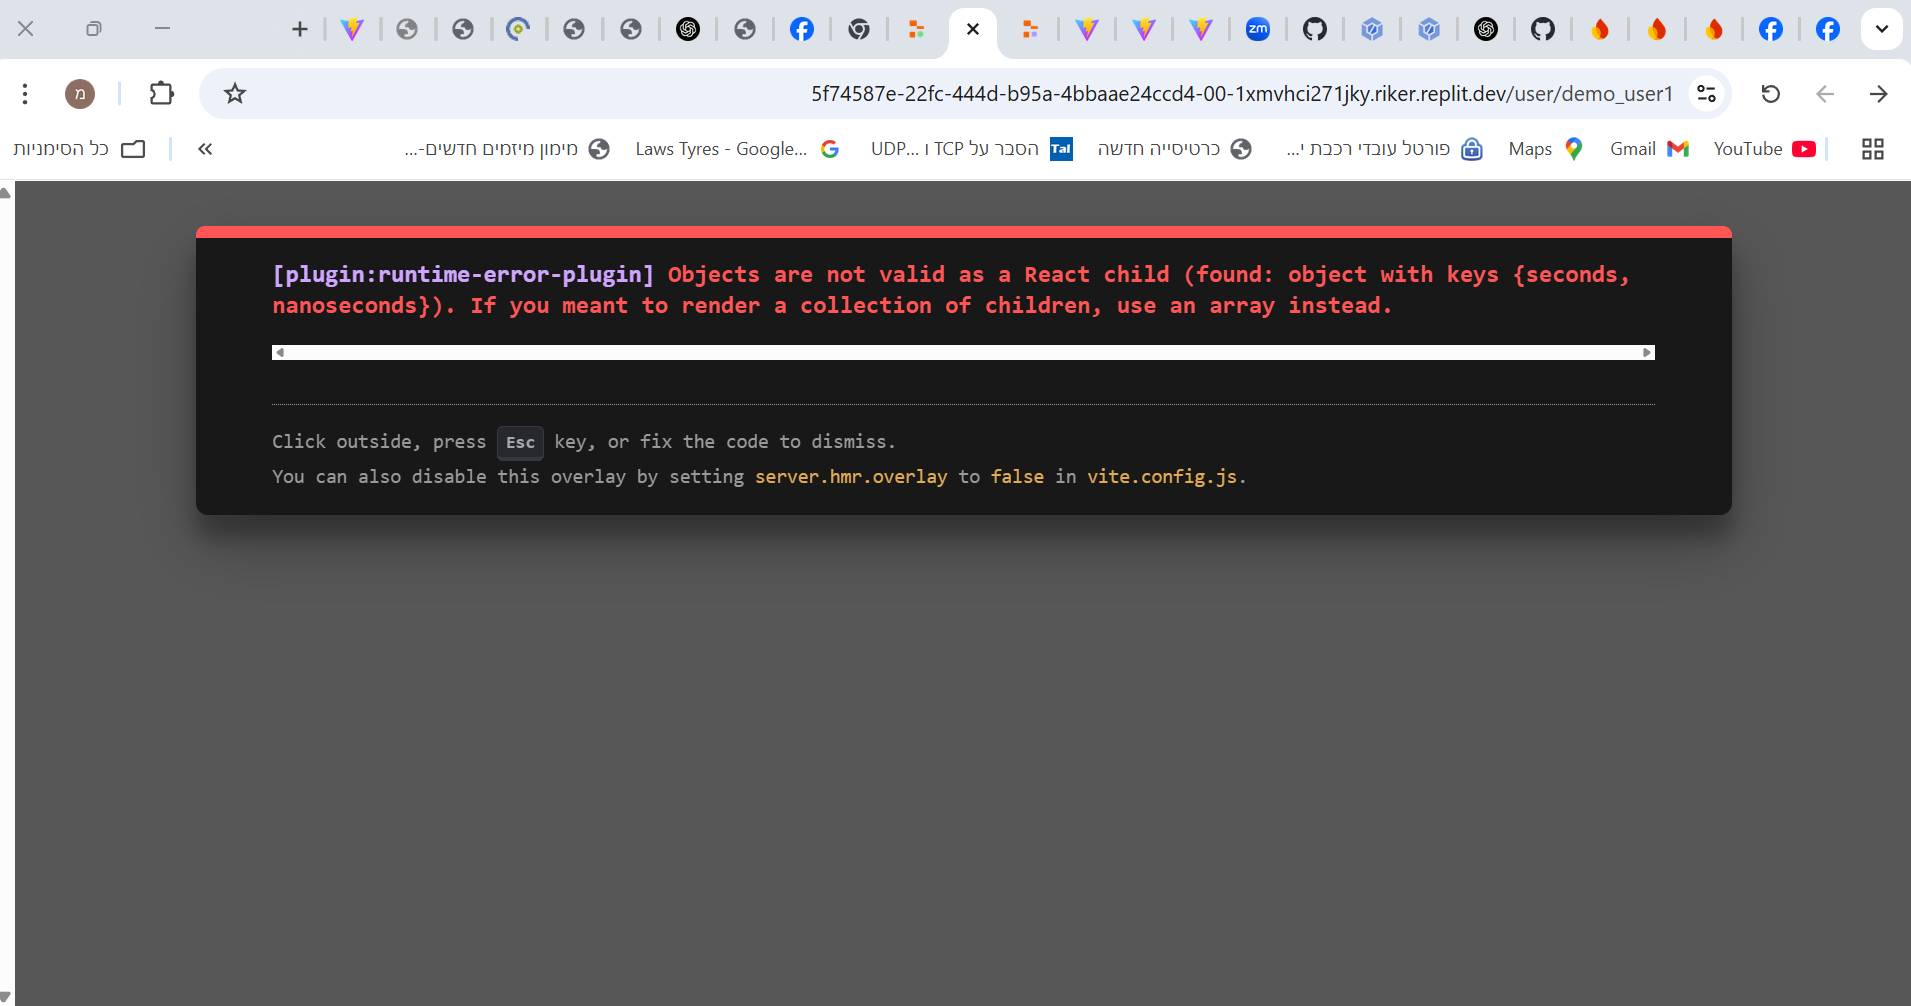 zm
מ
5f74587e-22fc-444d-b95a-4bbaae24ccd4-00-1xmvhci271jky.riker.replit.dev/user/demo_user1
YouTube
Gmail
Maps
פורטל עובדי רכבת י...
כרטיסייה חדשה
Tal
הסבר על TCP ו UDP...
Laws Tyres - Google...
מימון מיזמים חדשים-...
כל הסימניות
[plugin:runtime-error-plugin] Objects are not valid as a React child (found: object with keys {seconds,
nanoseconds}). If you meant to render a collection of children, use an array instead.
Click outside, press Esc key, or fix the code to dismiss.
You can also disable this overlay by setting server.hmr.overlay to false in vite.config.js.